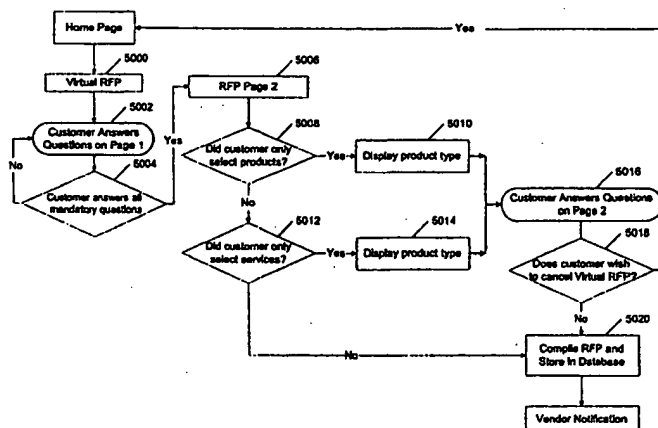 Home Page
Yes
5000
Virtual RFP
5002
Customer Answers
Questions on Page 1
No
5004
Customer answers all
mandatory questions
Yes
5006
RFP Page 2
5008
Did customer only
select products?
Yes
5010
Display product type
No
5012
Did customer only
select services?
Yes
5014
Display product type
5016
Customer Answers Questions
on Page 2
5018
Does customer wish
to cancel Virtual RFP?
No
No
5020
Compile RFP and
Store in Database
Vendor Notification